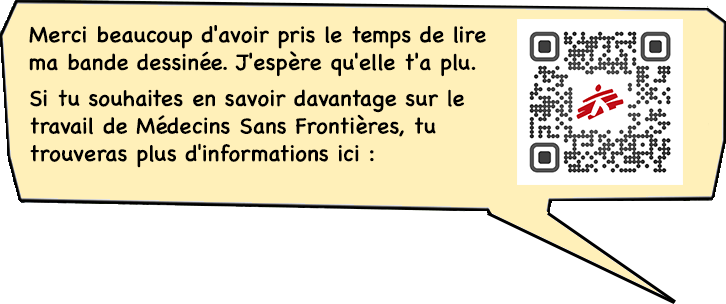 Merci beaucoup d'avoir pris le temps de lire
ma bande dessinée. J'espère qu'elle t'a plu.
Si tu souhaites en savoir davantage sur le
travail de Médecins Sans Frontières, tu
trouveras plus d'informations ici :